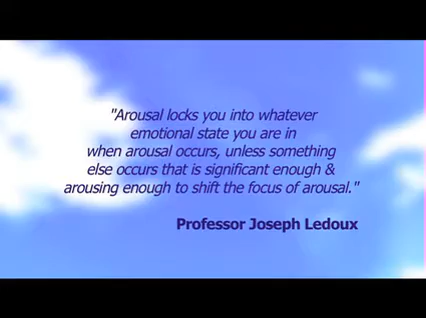 "Arousal locks you into whatever
emotional state you are in
when arousal occurs, unless something
else occurs that is significant enough &
arousing enough to shift the focus of arousal."
Professor Joseph Ledoux